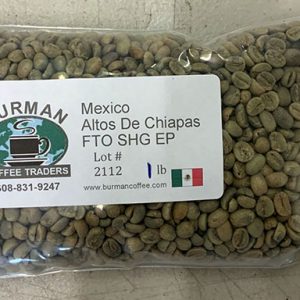 BURMAN
COFFEE TRADERS
608-831-9247
Mexico
Altos De Chiapas
FTO SHG EP
Lot #
2112 1 lb
www.burmancoffee.com